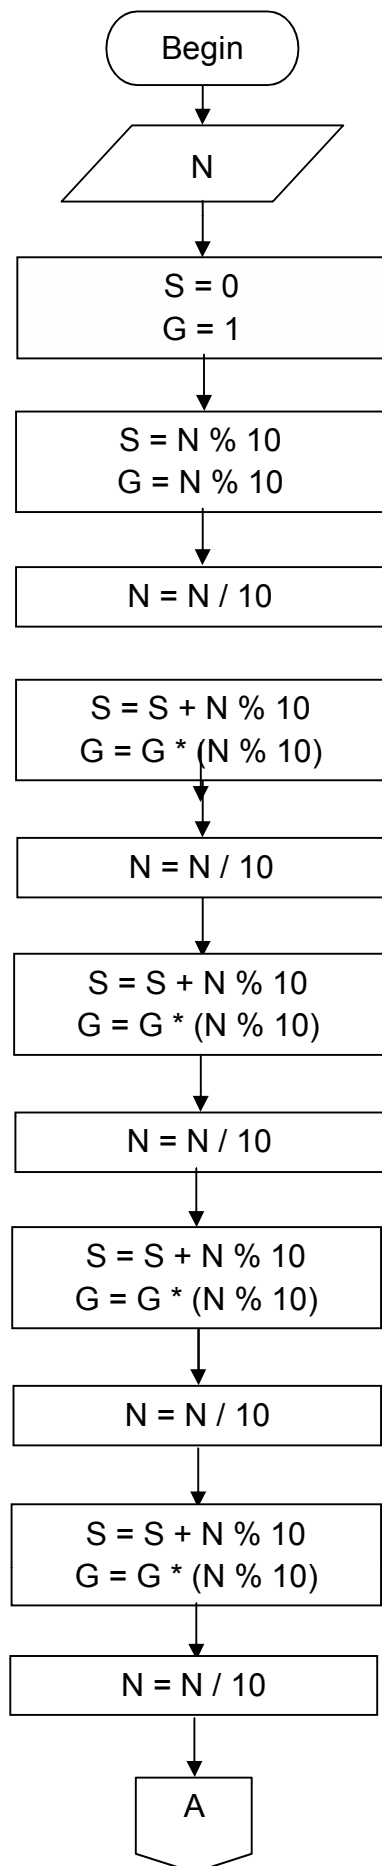 Begin
N
S = 0
G = 1
S = N % 10
G = N % 10
N = N / 10
S = S + N % 10
G = G * (N % 10)
N = N / 10
S = S + N % 10
G = G * (N % 10)
N = N / 10
S = S + N % 10
G = G * (N % 10)
N = N / 10
S = S + N % 10
G = G * (N % 10)
N = N / 10
A